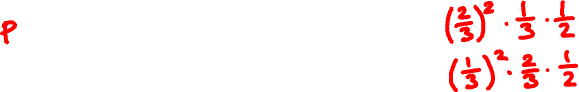 P (2/3)² · 1/3 · 1/2
(1/3)² · 2/3 · 1/2